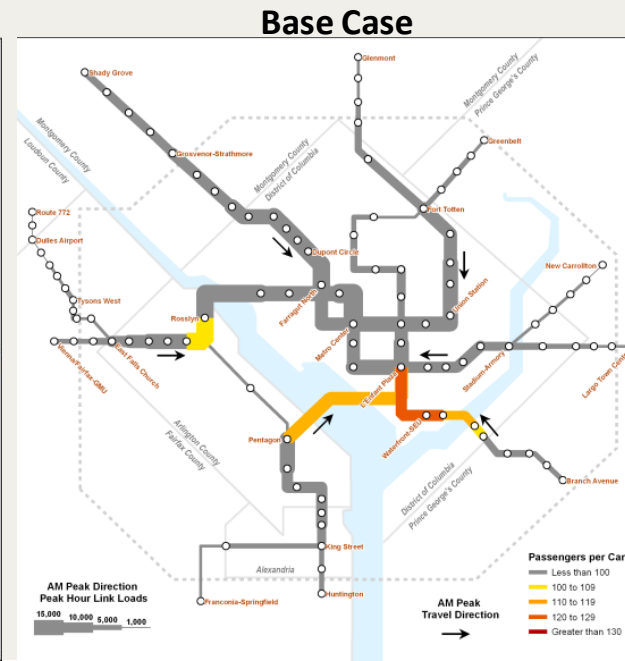 Base Case
Glenmont
Montgomery County
Prince George's County
Shady Grove
Montgomery County
Loudoun County
Grosvenor-Strathmore
Montgomery County
District of Columbia
Greenbelt
Route 772
Fort Totten
Dulles Airport
Dupont Circle
New Carrollton
Tysons West
Farragut North
Union Station
Rosslyn
Metro Center
East Falls Church
Vienna/Fairfax-GMU
Stadium-Armory
Largo Town Cent
L'Enfant Plaza
Waterfront-SEU
Pentagon
Arlington County
Fairfax County
District of Columbia
Prince George's County
Branch Avenue
King Street
Alexandria
Franconia-Springfield
Huntington
AM Peak Direction
Peak Hour Link Loads
15,000
10,000
5,000
1,000
AM Peak
Travel Direction
Passengers per Car
Less than 100
100 to 109
110 to 119
120 to 129
Greater than 130